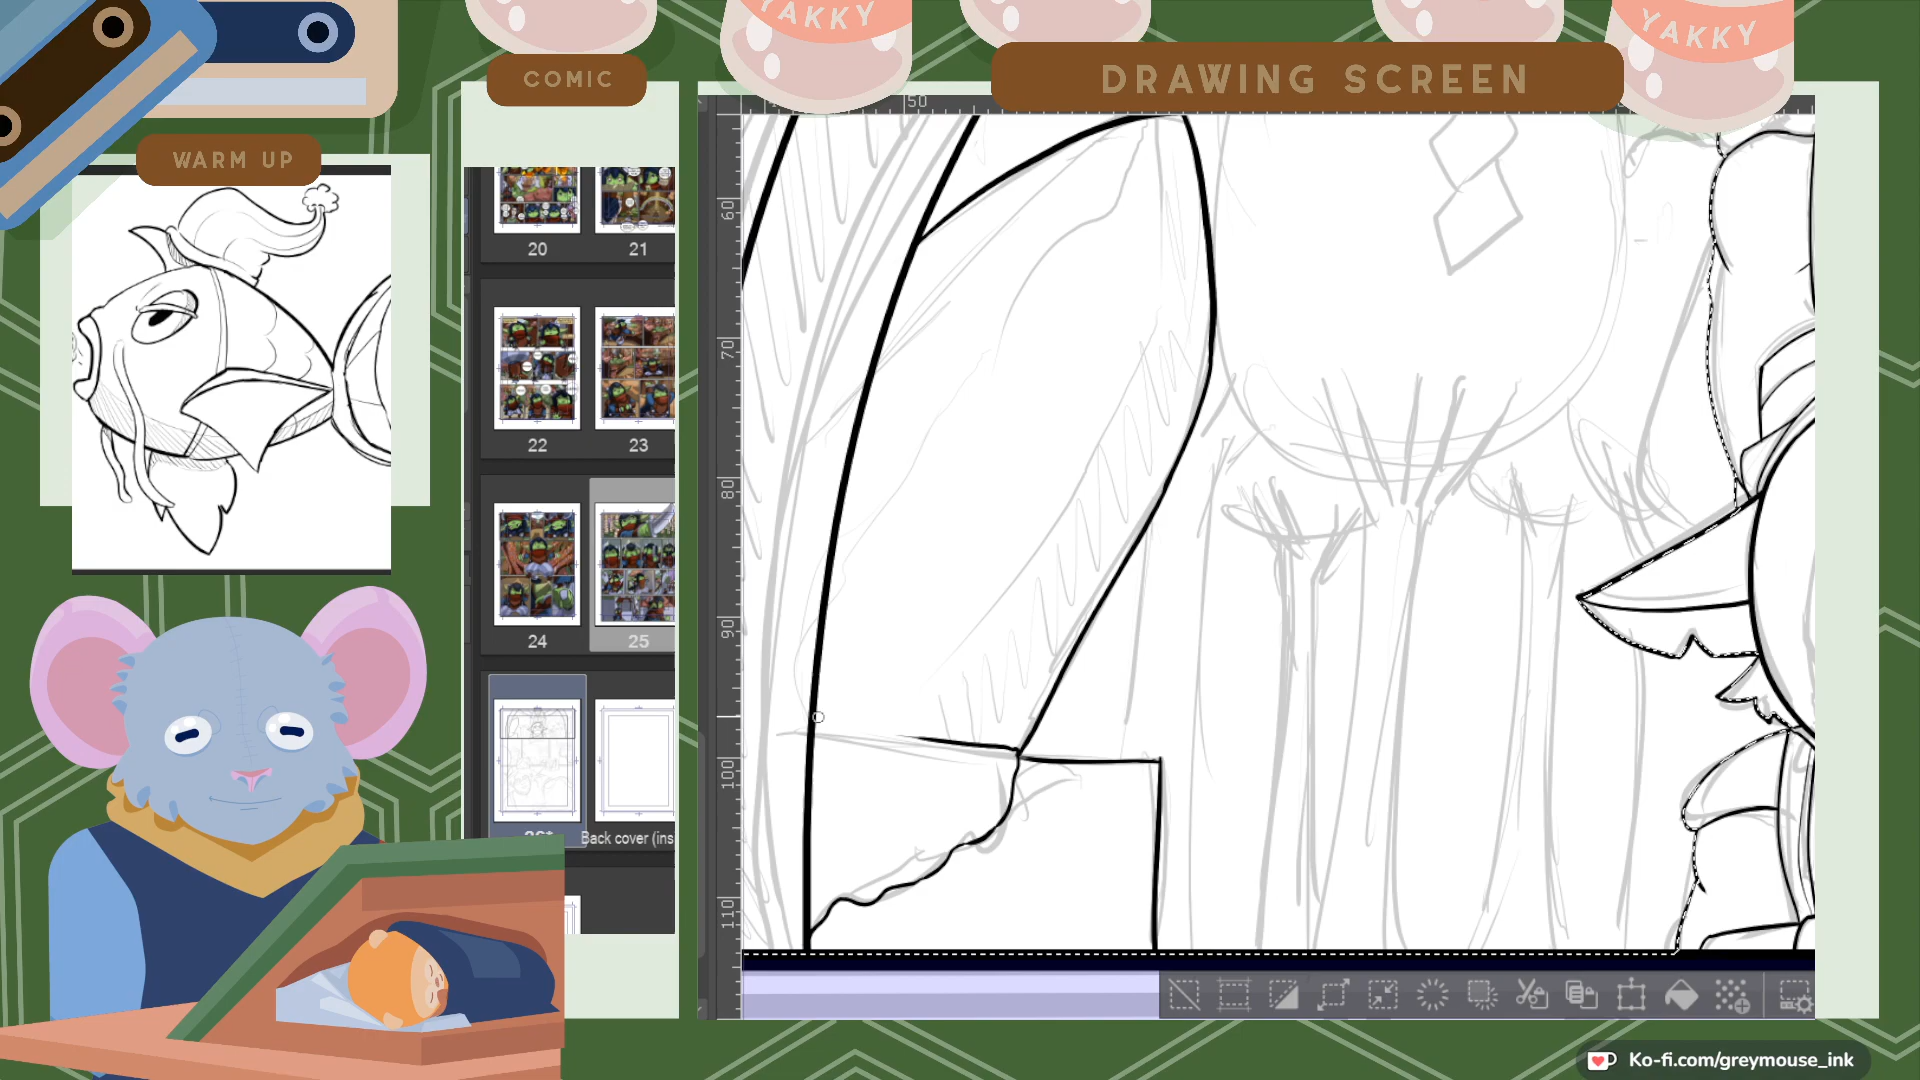 YAKKY
YAKKY
COMIC
DRAWING SCREEN
WARM UP
50
60
70
80
90
100
110
20
21
22
23
24
25
Back cover (ins
Ko-fi.com/greymouse_ink